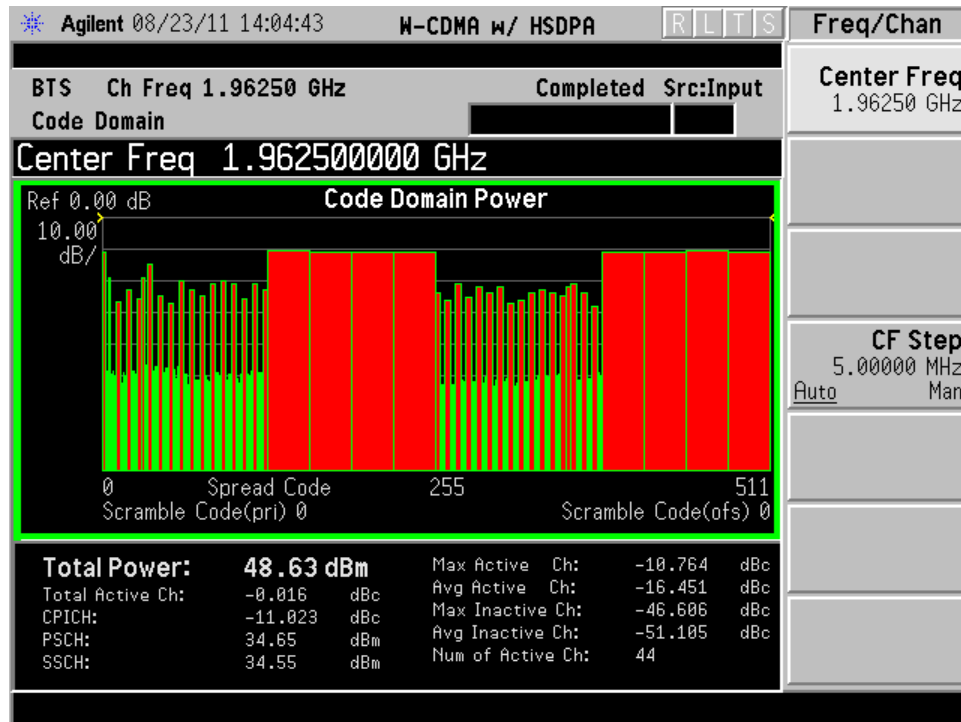 Agilent 08/23/11 14:04:43 W-CDMA w/ HSDPA R L T S Freq/Chan
BTS Ch Freq 1.96250 GHz Completed Src:Input
Code Domain
Center Freq 1.962500000 GHz
Center Freq
1.96250 GHz
Ref 0.00 dB Code Domain Power
10.00
dB/
0 Spread Code 255 511
Scramble Code(pri) 0 Scramble Code(ofs) 0
CF Step
5.00000 MHz
Auto Man
Total Power: 48.63 dBm
Total Active Ch: -0.016 dBc
CPICH: -11.023 dBc
PSCH: 34.65 dBm
SSCH: 34.55 dBm
Max Active Ch: -10.764 dBc
Avg Active Ch: -16.451 dBc
Max Inactive Ch: -46.606 dBc
Avg Inactive Ch: -51.105 dBc
Num of Active Ch: 44